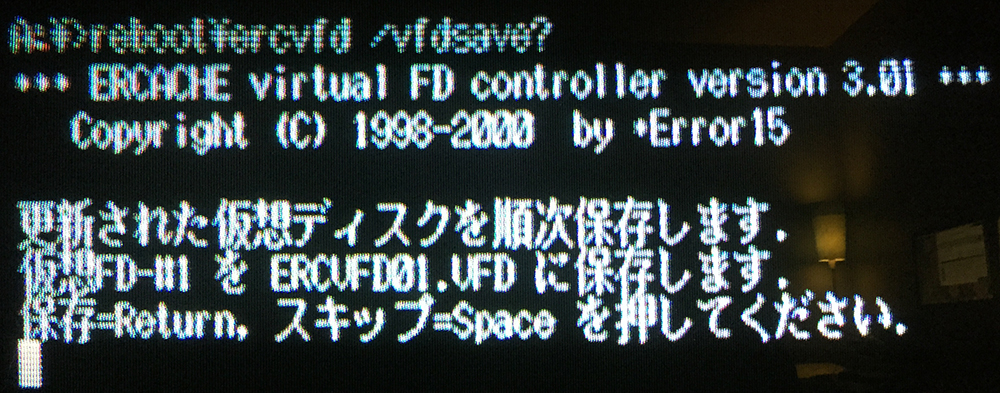 A:¥>reboot¥ercvfd /vfdsave?
*** ERCACHE virtual FD controller version 3.01 ***
Copyright (C) 1998-2000 by *Error15
更新された仮想ディスクを順次保存します.
仮想FD-#1 を ERCVFD01.VFD に保存します.
保存=Return, スキップ=Space を押してください.